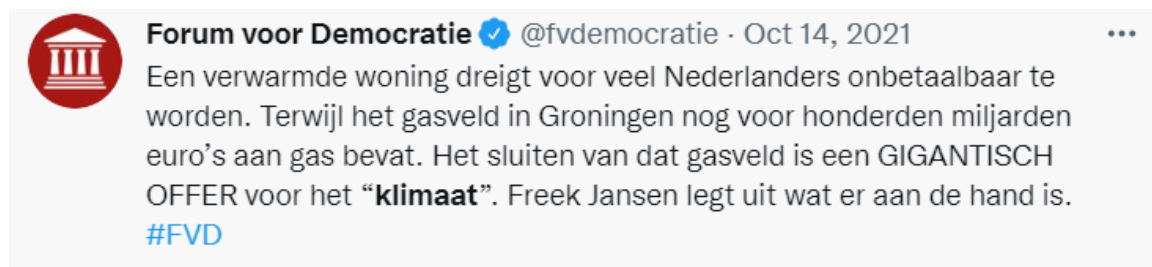 Forum voor Democratie @fvdemocratie · Oct 14, 2021
Een verwarmde woning dreigt voor veel Nederlanders onbetaalbaar te
worden. Terwijl het gasveld in Groningen nog voor honderden miljarden
euro’s aan gas bevat. Het sluiten van dat gasveld is een GIGANTISCH
OFFER voor het “klimaat”. Freek Jansen legt uit wat er aan de hand is.
#FVD